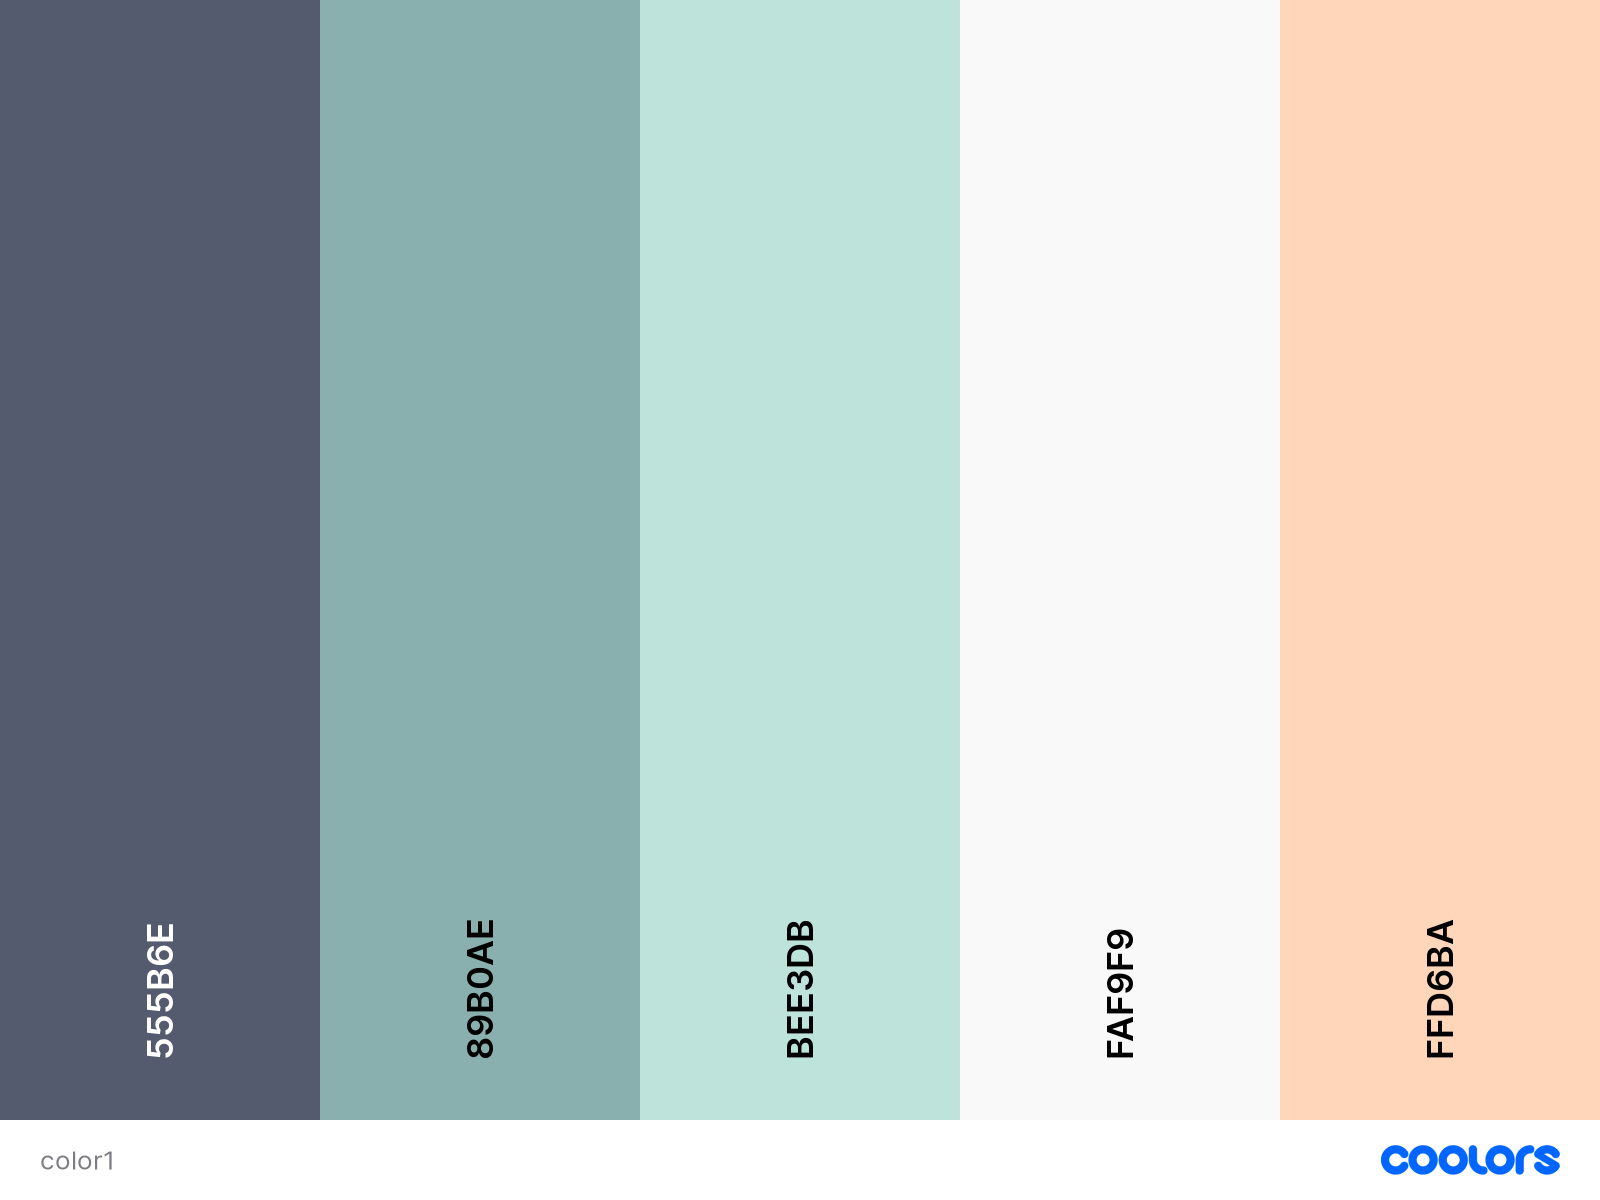 555B6E
89B0AE
BEE3DB
FAF9F9
FFD6BA
color1
coolors